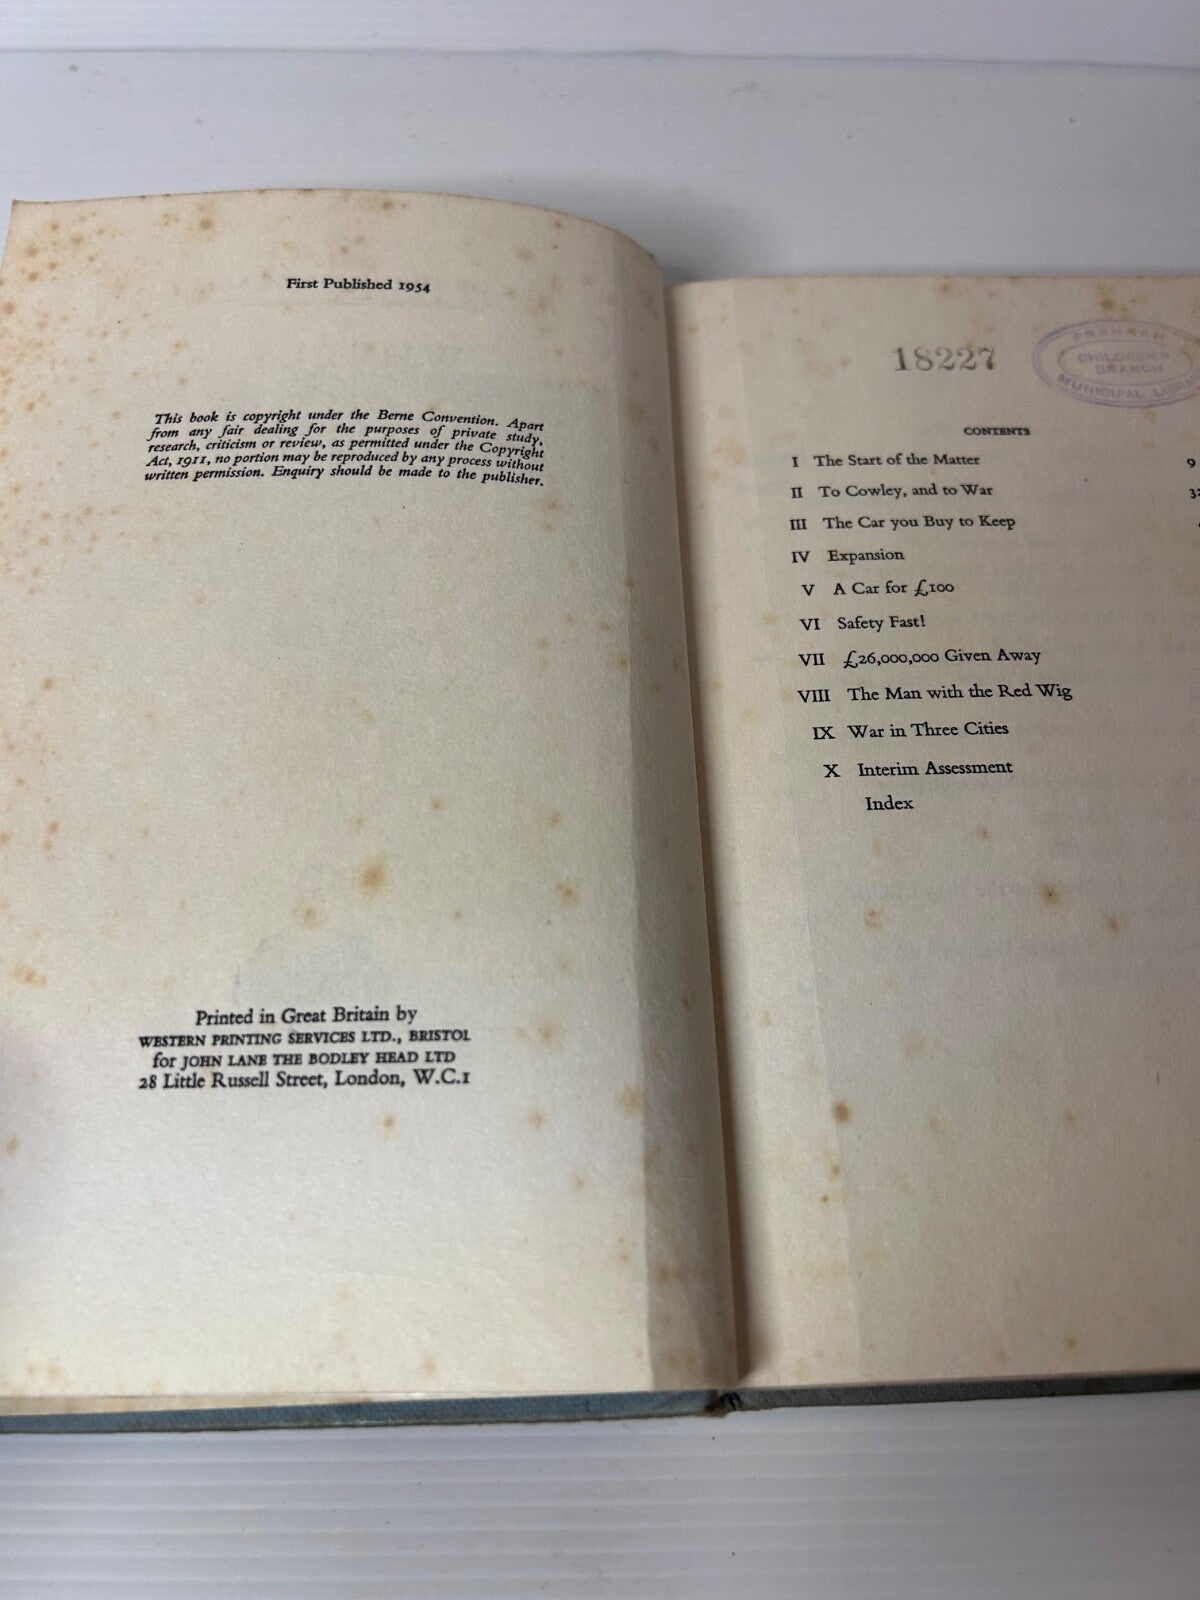 First Published 1954
This book is copyright under the Berne Convention. Apart
from any fair dealing for the purposes of private study,
research, criticism or review, as permitted under the Copyright
Act, 1911, no portion may be reproduced by any process without
written permission. Enquiry should be made to the publisher.
Printed in Great Britain by
WESTERN PRINTING SERVICES LTD., BRISTOL
for JOHN LANE THE BODLEY HEAD LTD
28 Little Russell Street, London, W.C.1
18227
PRAHRAN
CHILDREN'S
BRANCH
MUNICIPAL
CONTENTS
I The Start of the Matter 9
II To Cowley, and to War
III The Car you Buy to Keep
IV Expansion
V A Car for £100
VI Safety Fast!
VII £26,000,000 Given Away
VIII The Man with the Red Wig
IX War in Three Cities
X Interim Assessment
Index